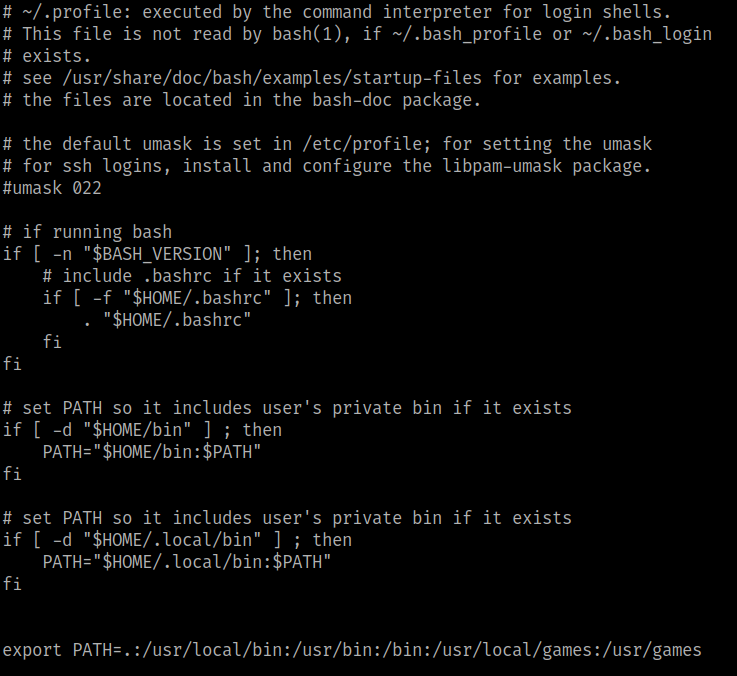 # ~/.profile: executed by the command interpreter for login shells.
# This file is not read by bash(1), if ~/.bash_profile or ~/.bash_login
# exists.
# see /usr/share/doc/bash/examples/startup-files for examples.
# the files are located in the bash-doc package.

# the default umask is set in /etc/profile; for setting the umask
# for ssh logins, install and configure the libpam-umask package.
#umask 022

# if running bash
if [ -n "$BASH_VERSION" ]; then
    # include .bashrc if it exists
    if [ -f "$HOME/.bashrc" ]; then
        . "$HOME/.bashrc"
    fi
fi

# set PATH so it includes user's private bin if it exists
if [ -d "$HOME/bin" ] ; then
    PATH="$HOME/bin:$PATH"
fi

# set PATH so it includes user's private bin if it exists
if [ -d "$HOME/.local/bin" ] ; then
    PATH="$HOME/.local/bin:$PATH"
fi


export PATH=.:/usr/local/bin:/usr/bin:/bin:/usr/local/games:/usr/games